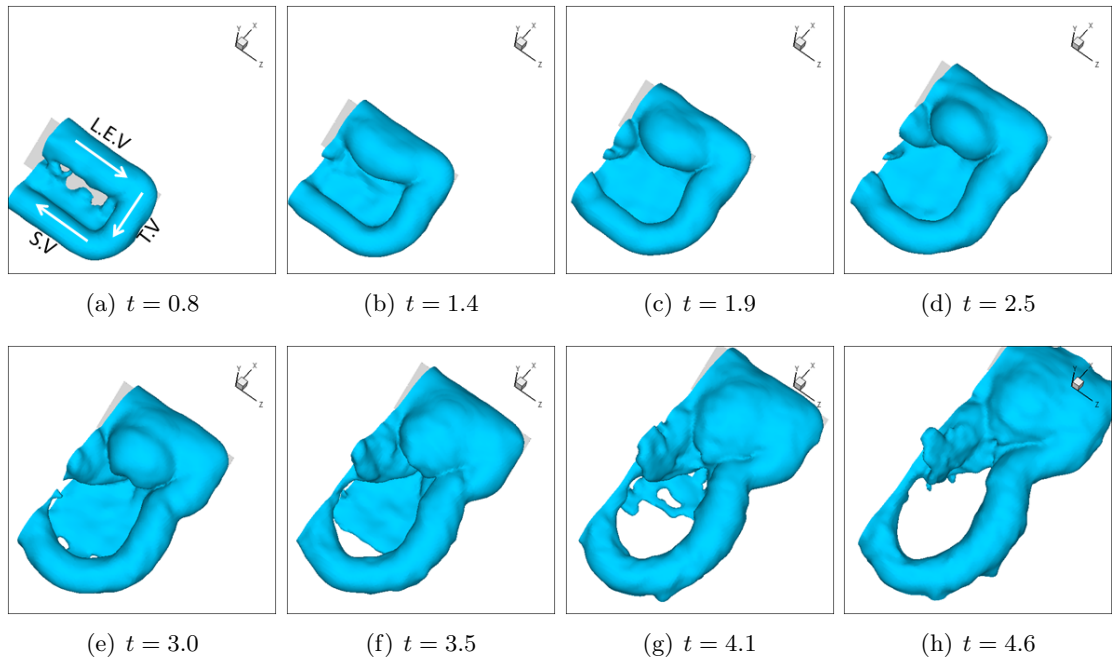 Y X Z
Y X Z
Y X Z
Y X Z
L.E.V
T.V
S.V
(a) t = 0.8
(b) t = 1.4
(c) t = 1.9
(d) t = 2.5
Y X Z
Y X Z
Y X Z
Y X Z
(e) t = 3.0
(f) t = 3.5
(g) t = 4.1
(h) t = 4.6